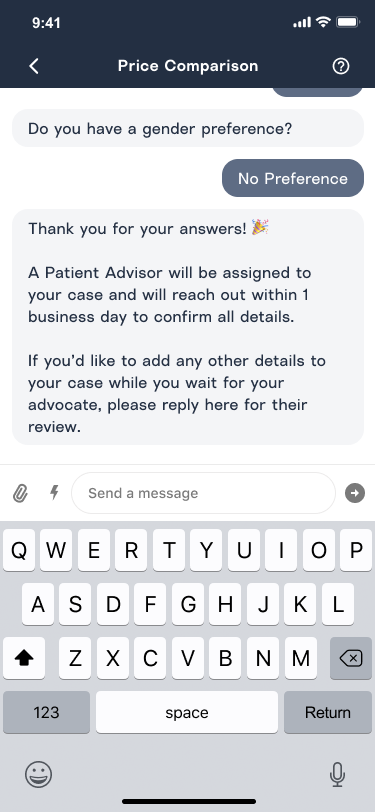 9:41
Price Comparison
Do you have a gender preference?
No Preference
Thank you for your answers! 🎉
A Patient Advisor will be assigned to
your case and will reach out within 1
business day to confirm all details.
If you’d like to add any other details to
your case while you wait for your
advocate, please reply here for their
review.
Send a message
Q W E R T Y U I O P
A S D F G H J K L
Z X C V B N M
123 space Return